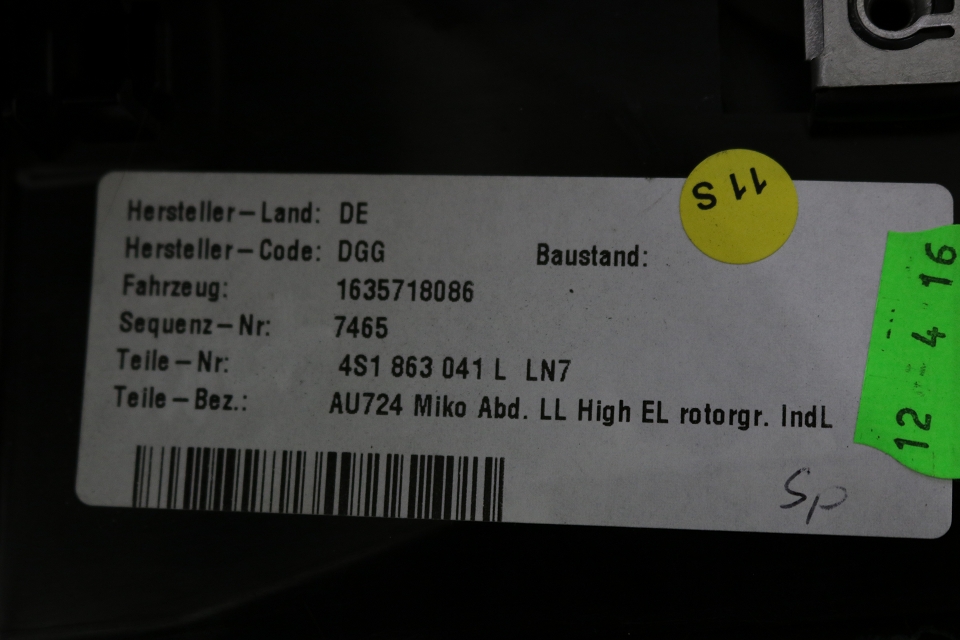 Hersteller-Land: DE
Hersteller-Code: DGG Baustand:
Fahrzeug: 1635718086
Sequenz-Nr: 7465
Teile-Nr: 4S1 863 041 L LN7
Teile-Bez.: AU724 Miko Abd. LL High EL rotorgr. IndL
11 S
12 4 16
Sp